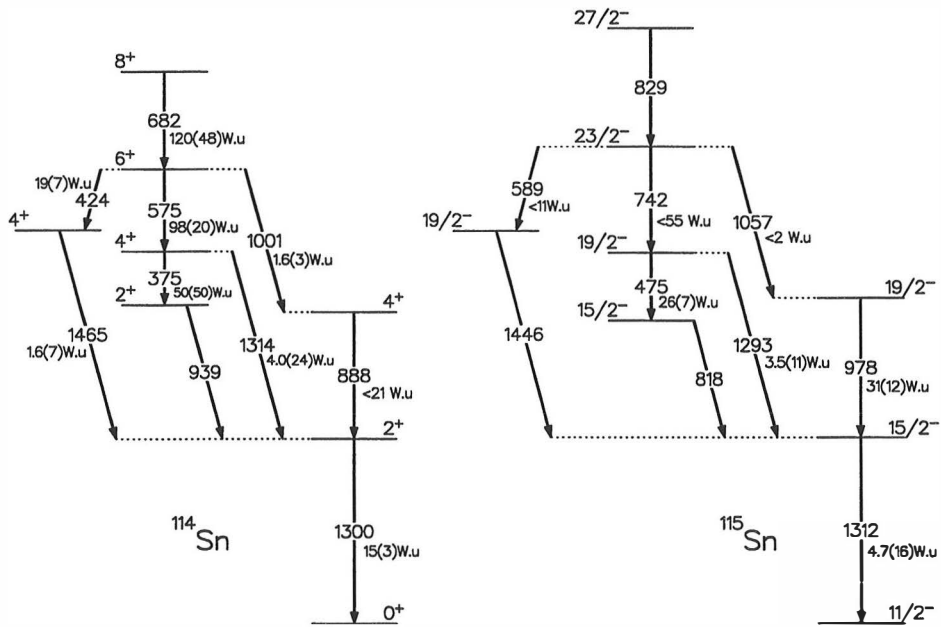 8+
682
120(48)W.u
6+
19(7)W.u
424
575
98(20)W.u
1001
1.6(3)W.u
4+
4+
375
50(50)W.u
2+
4+
1465
1.6(7)W.u
939
1314
4.0(24)W.u
888
<21 W.u
2+
114Sn
1300
15(3)W.u
0+
27/2−
829
23/2−
589
<11W.u
742
<55 W.u
1057
<2 W.u
19/2−
19/2−
475
26(7)W.u
15/2−
19/2−
1446
818
1293
3.5(11)W.u
978
31(12)W.u
15/2−
115Sn
1312
4.7(16)W.u
11/2−